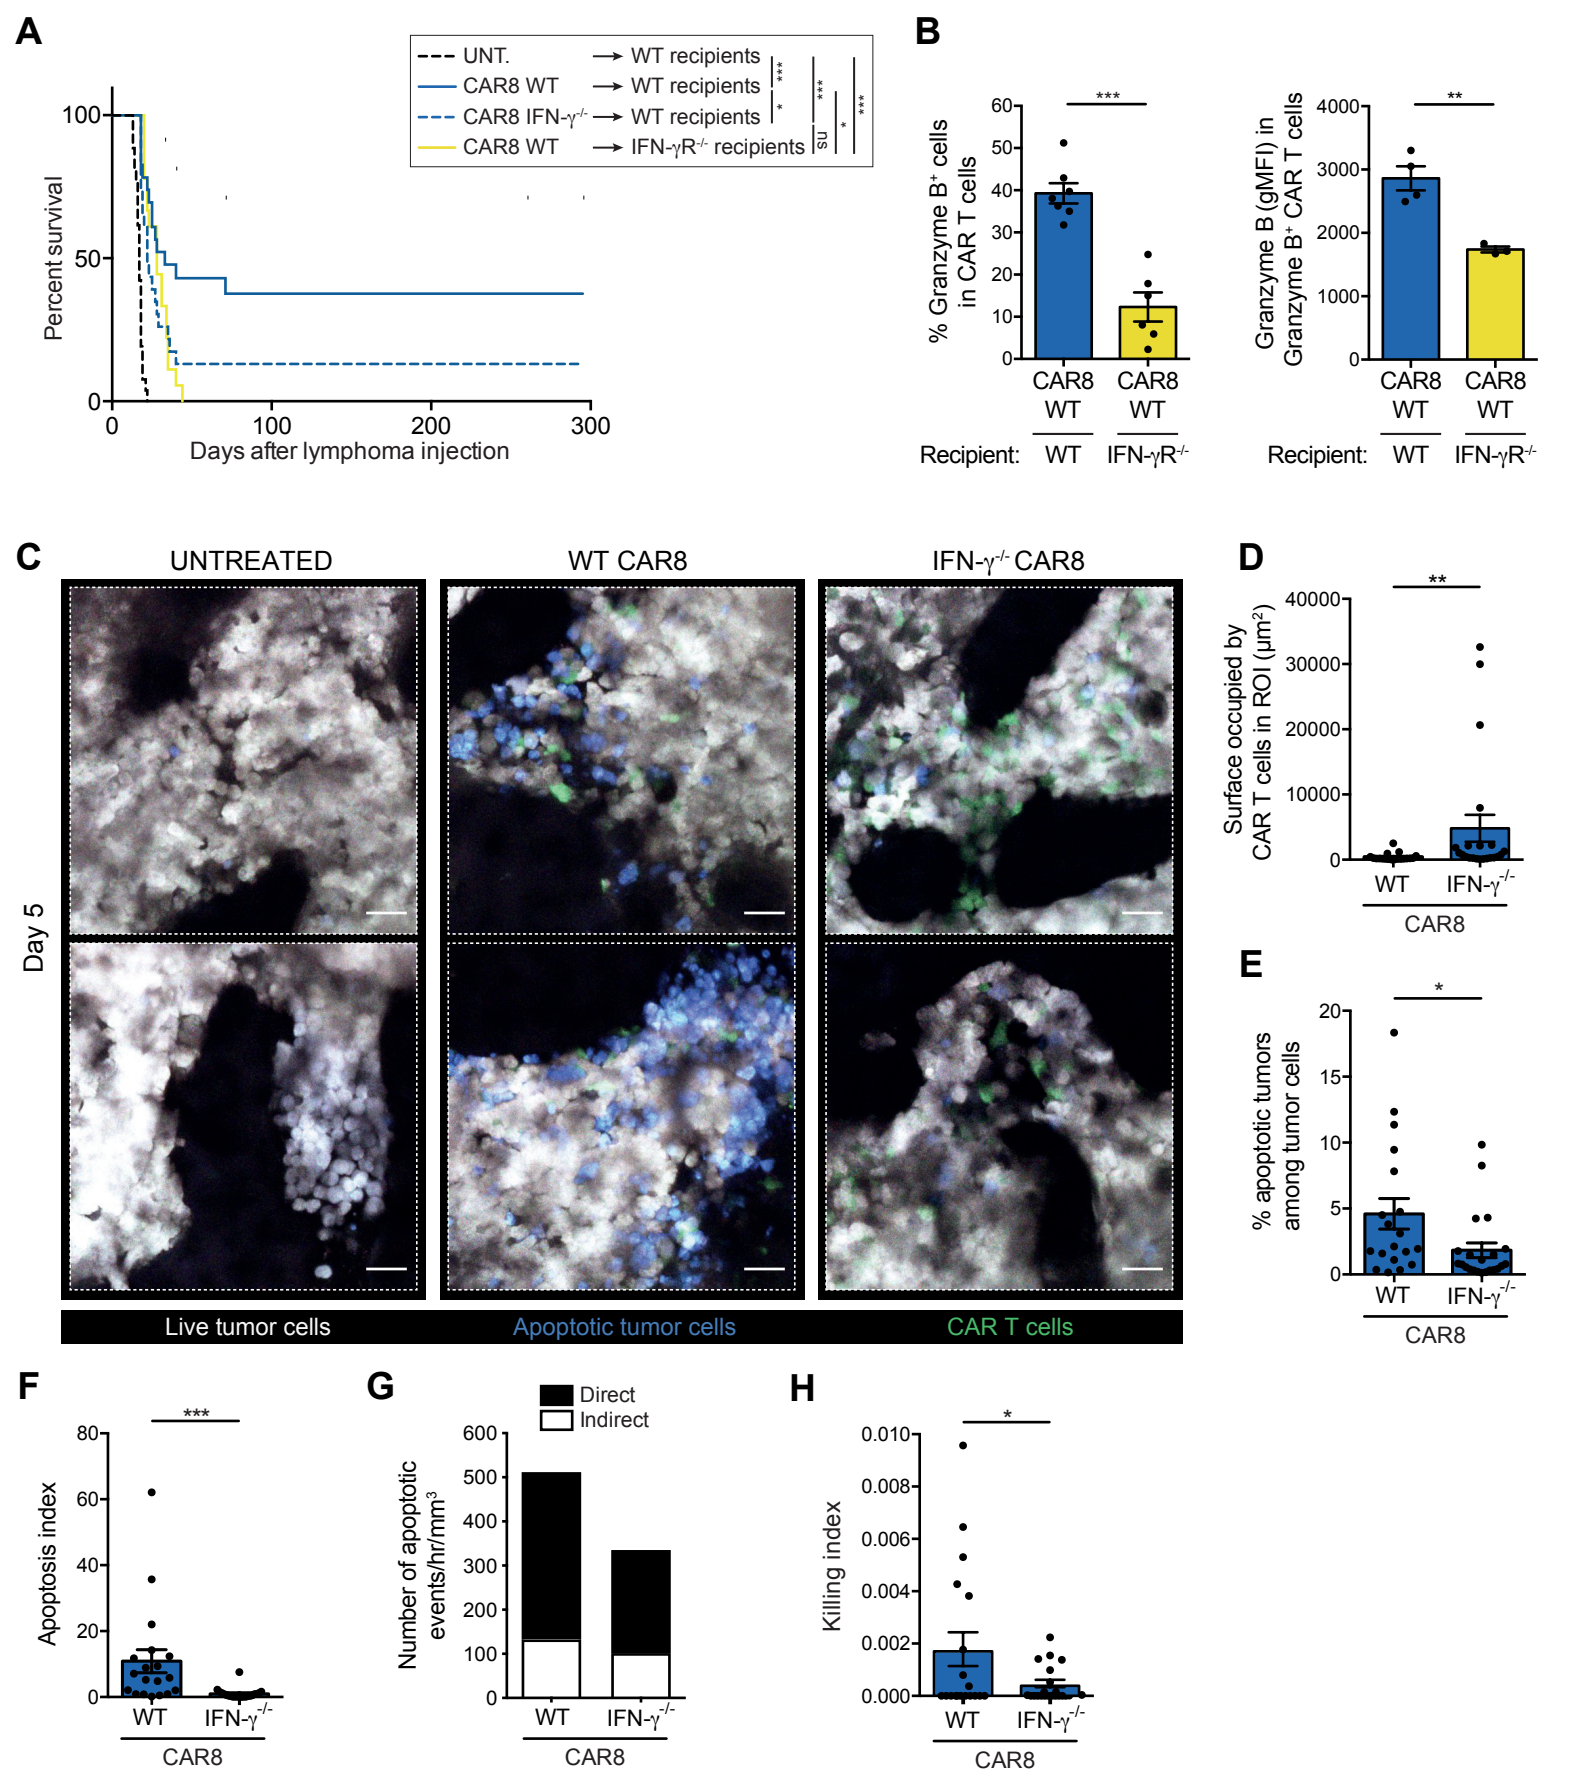 A
UNT. → WT recipients
CAR8 WT → WT recipients
CAR8 IFN-γ-/- → WT recipients
CAR8 WT → IFN-γR-/- recipients
*** * *** ns * ***
Percent survival
100
50
0
0 100 200 300
Days after lymphoma injection
B
% Granzyme B+ cells
in CAR T cells
60
50
40
30
20
10
0
***
CAR8 CAR8
WT WT
Recipient: WT IFN-γR-/-
Granzyme B (gMFI) in
Granzyme B+ CAR T cells
4000
3000
2000
1000
0
**
CAR8 CAR8
WT WT
Recipient: WT IFN-γR-/-
C
UNTREATED WT CAR8 IFN-γ-/- CAR8
Day 5
Live tumor cells Apoptotic tumor cells CAR T cells
D
Surface occupied by
CAR T cells in ROI (µm2)
40000
30000
20000
10000
0
**
WT IFN-γ-/-
CAR8
E
% apoptotic tumors
among tumor cells
20
15
10
5
0
*
WT IFN-γ-/-
CAR8
F
Apoptosis index
80
60
40
20
0
***
WT IFN-γ-/-
CAR8
G
Direct
Indirect
Number of apoptotic
events/hr/mm3
600
500
400
300
200
100
0
WT IFN-γ-/-
CAR8
H
Killing index
0.010
0.008
0.006
0.004
0.002
0.000
*
WT IFN-γ-/-
CAR8